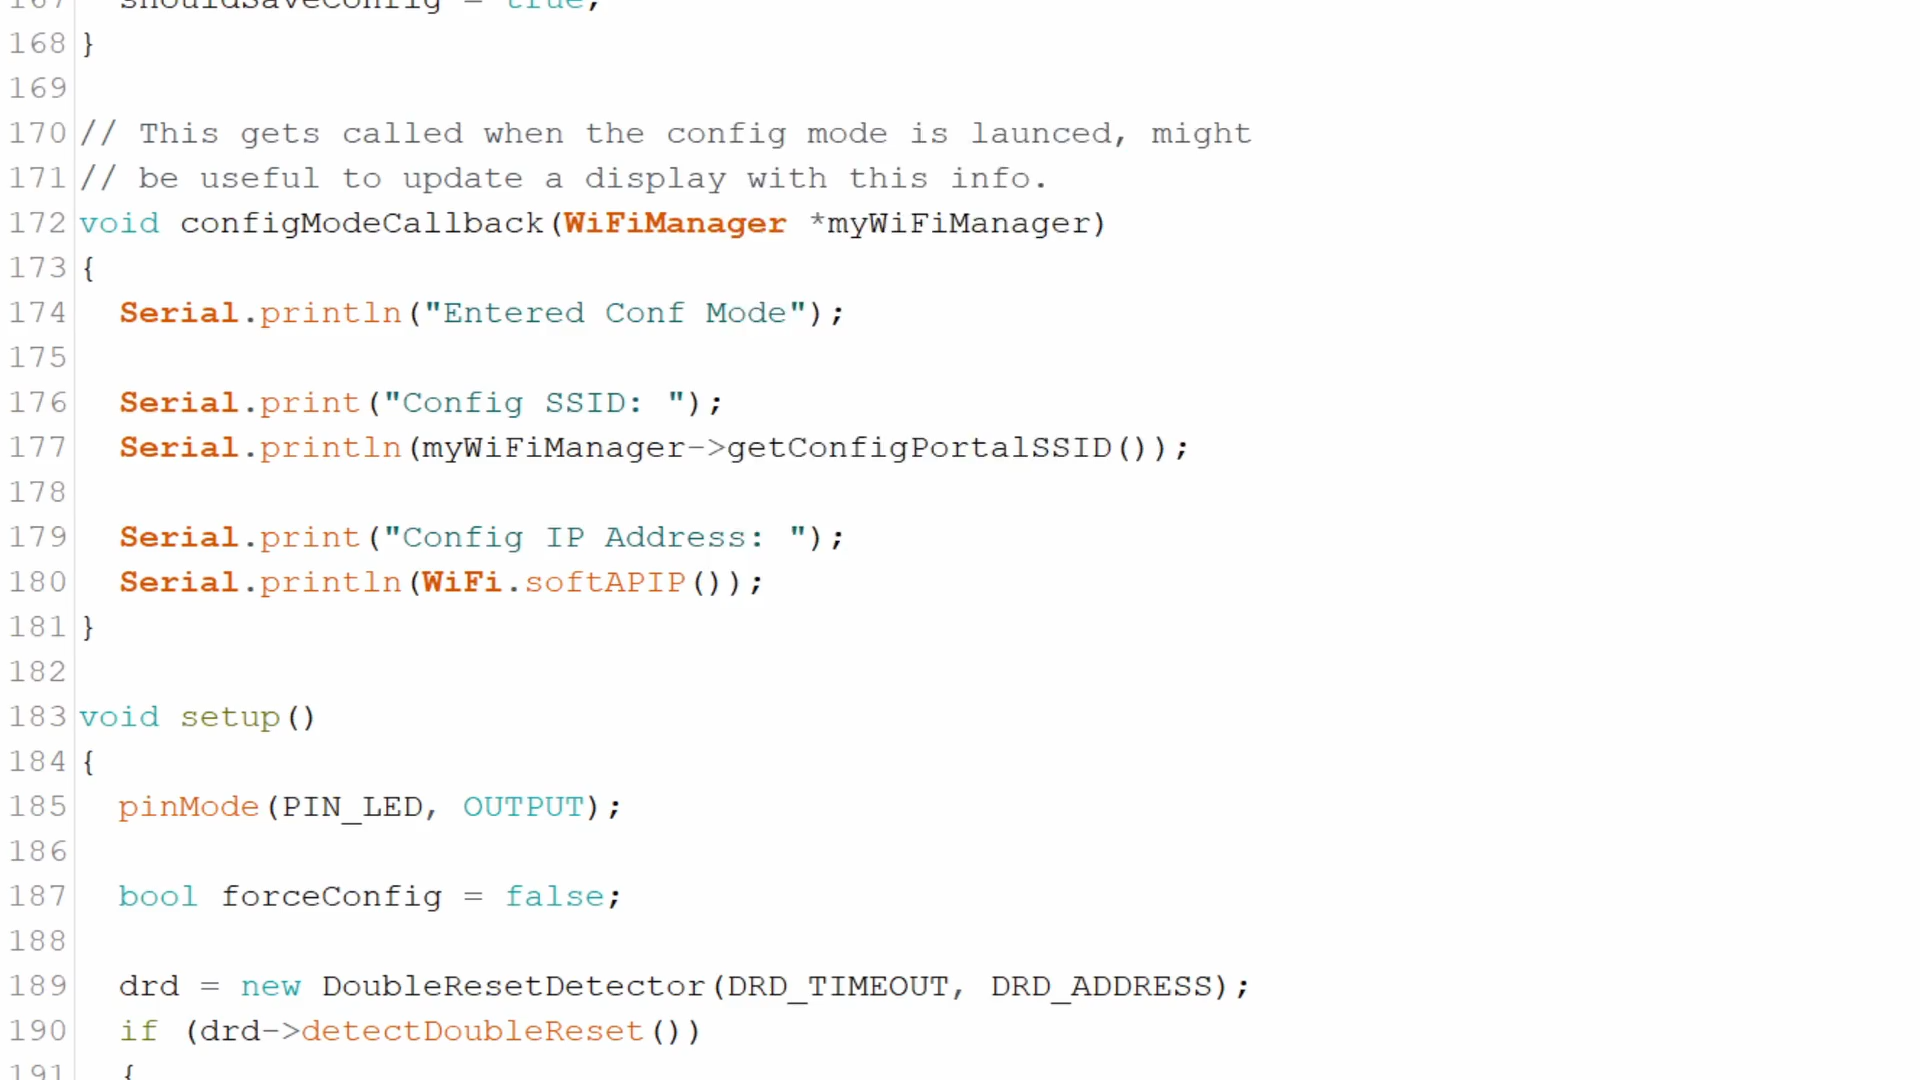 167   shouldSaveConfig = true;
168 }
169
170 // This gets called when the config mode is launced, might
171 // be useful to update a display with this info.
172 void configModeCallback(WiFiManager *myWiFiManager)
173 {
174   Serial.println("Entered Conf Mode");
175
176   Serial.print("Config SSID: ");
177   Serial.println(myWiFiManager->getConfigPortalSSID());
178
179   Serial.print("Config IP Address: ");
180   Serial.println(WiFi.softAPIP());
181 }
182
183 void setup()
184 {
185   pinMode(PIN_LED, OUTPUT);
186
187   bool forceConfig = false;
188
189   drd = new DoubleResetDetector(DRD_TIMEOUT, DRD_ADDRESS);
190   if (drd->detectDoubleReset())
191   {